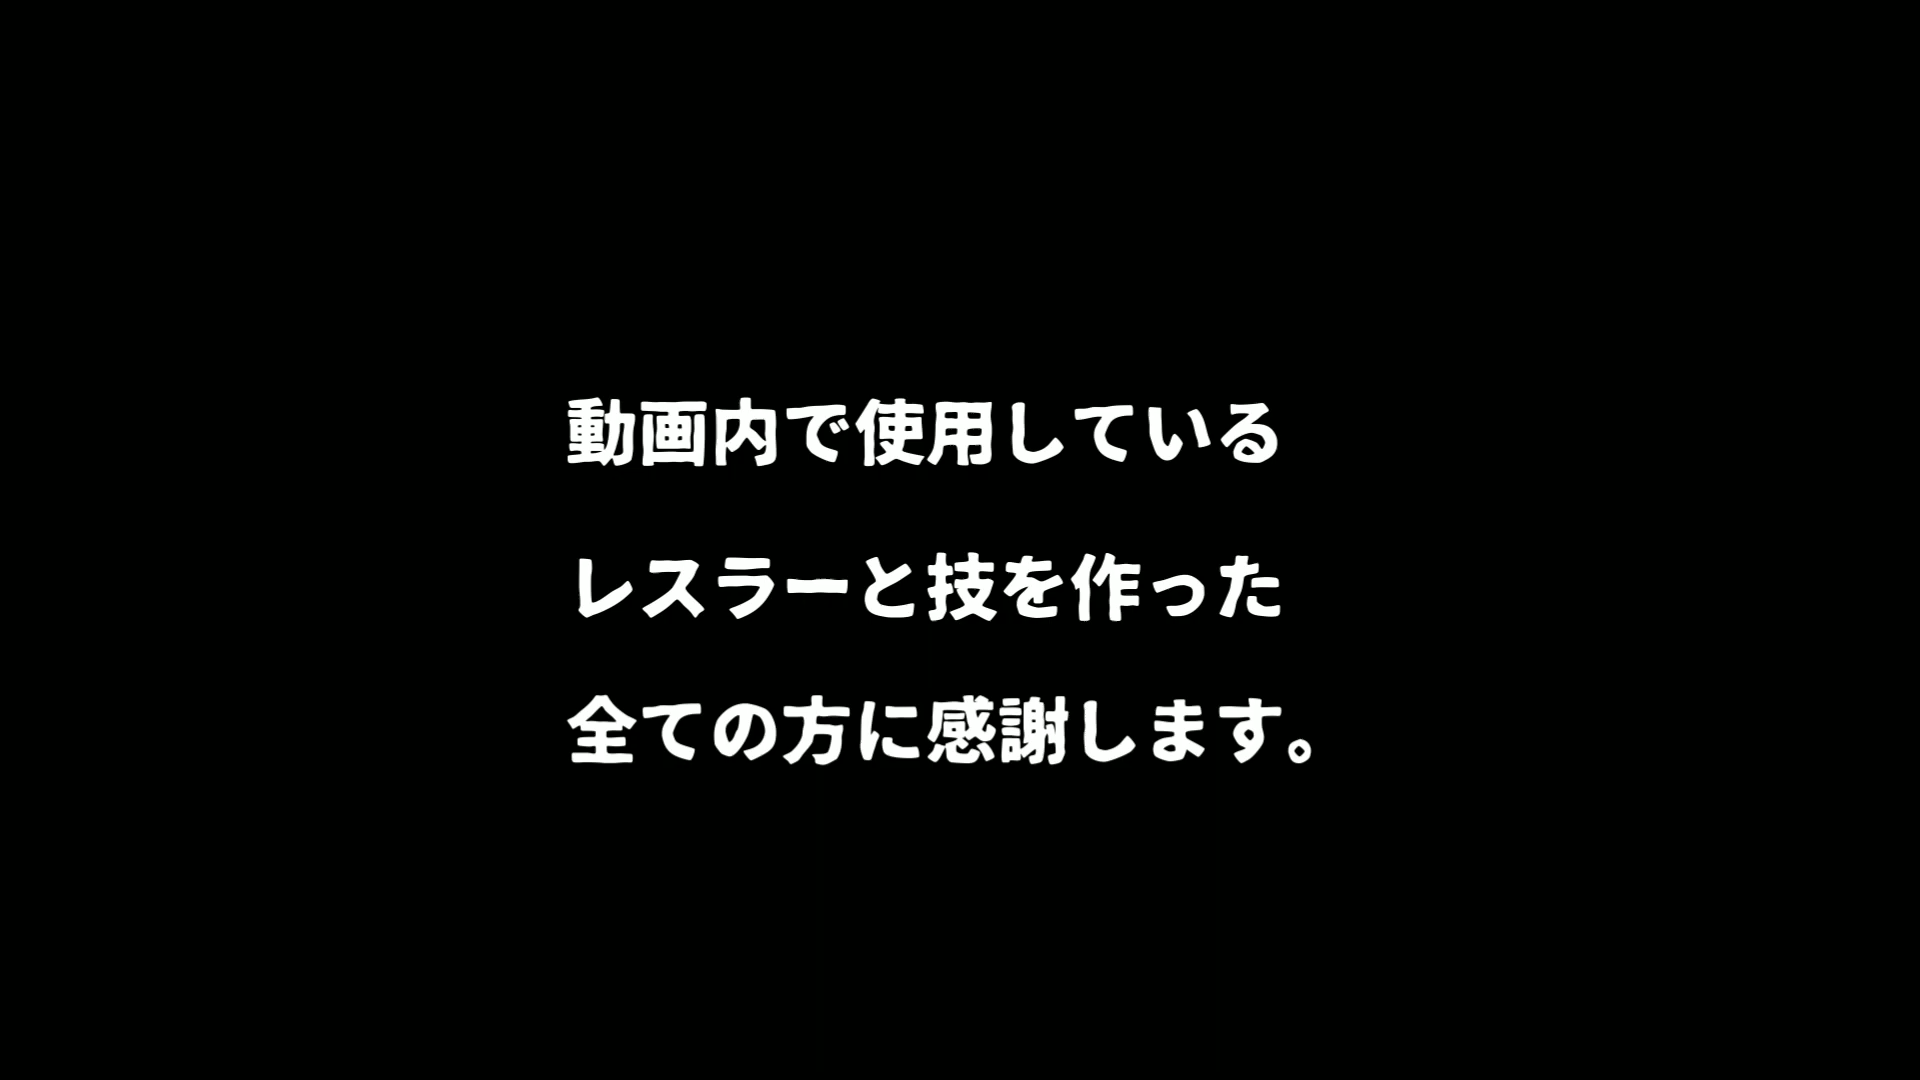 動画内で使用している
レスラーと技を作った
全ての方に感謝します。